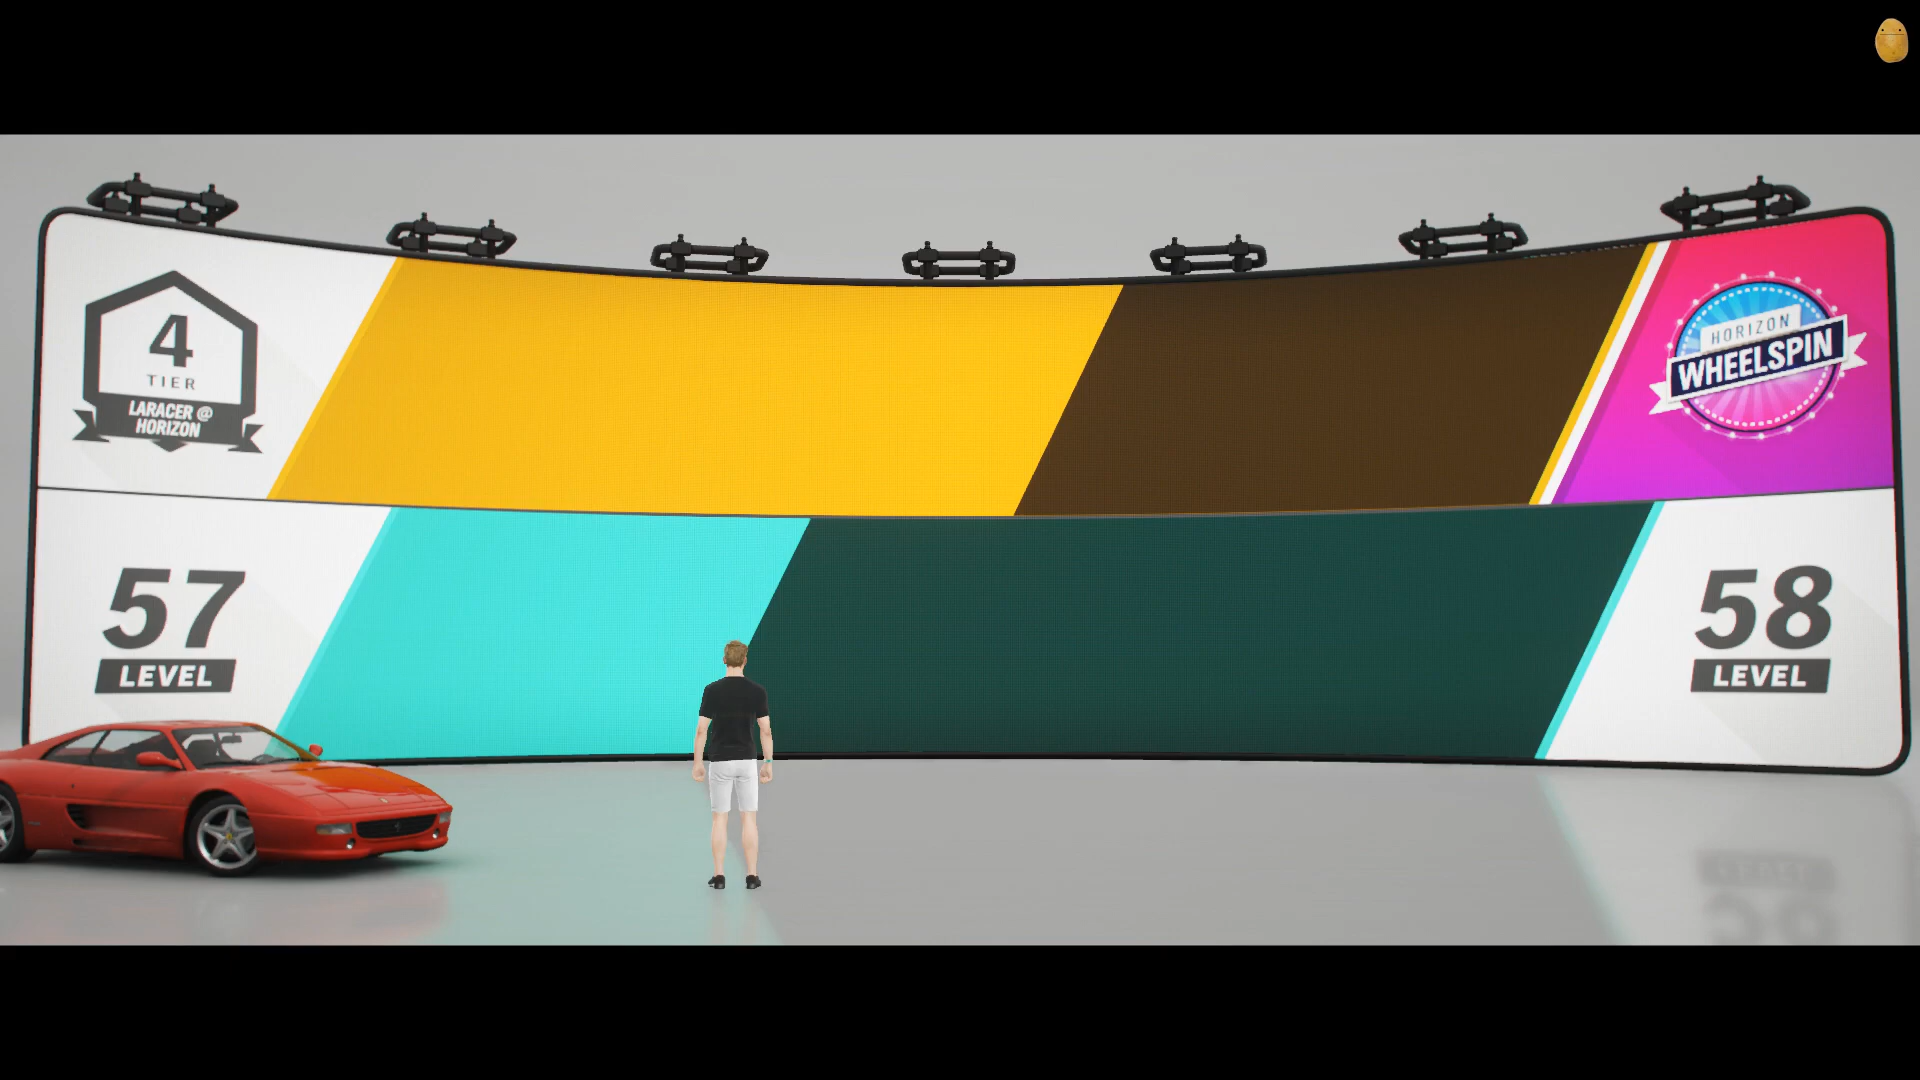 4
TIER
LARACER @
HORIZON
HORIZON
WHEELSPIN
57
LEVEL
58
LEVEL